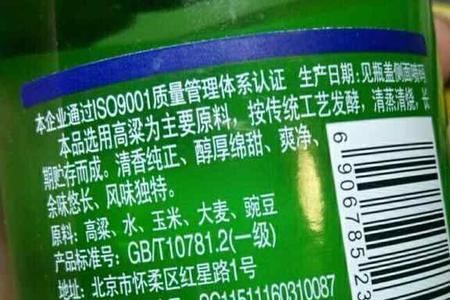 本企业通过ISO9001质量管理体系认证 生产日期:见瓶盖侧面喷码
本品选用高粱为主要原料，按传统工艺发酵，清蒸清烧，长
期贮存而成。清香纯正、醇厚绵甜、爽净、
余味悠长、风味独特。
原料：高粱、水、玉米、大麦、豌豆
产品标准号：GB/T10781.2(一级)
地址：北京市怀柔区红星路1号
11511160310087
6 906785 23